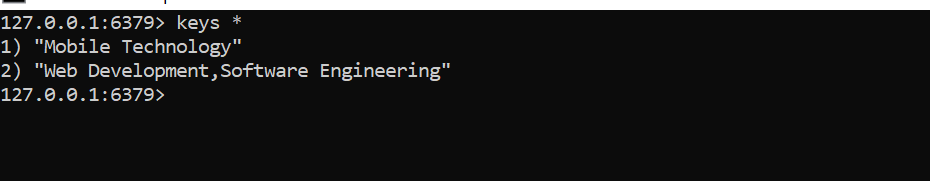 127.0.0.1:6379> keys *
1) "Mobile Technology"
2) "Web Development,Software Engineering"
127.0.0.1:6379>